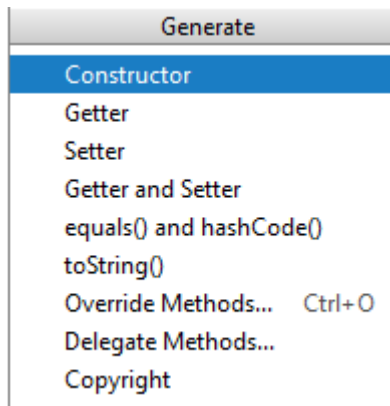 Generate
Constructor
Getter
Setter
Getter and Setter
equals() and hashCode()
toString()
Override Methods... Ctrl+O
Delegate Methods...
Copyright